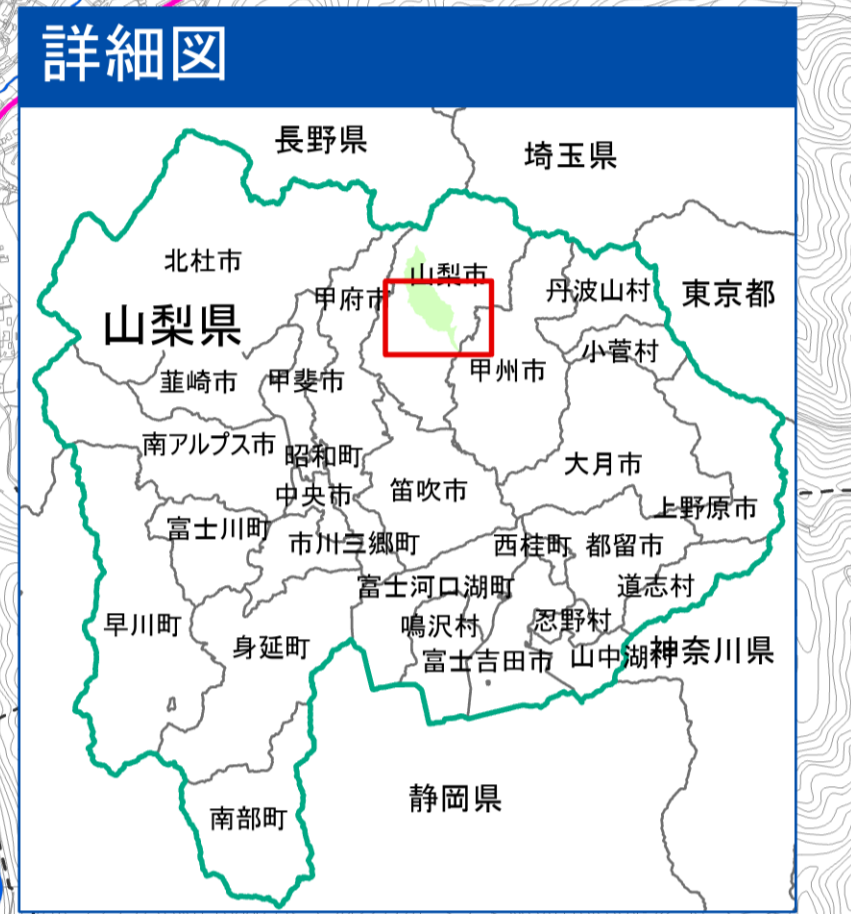 詳細図
長野県
埼玉県
北杜市
山梨市
甲府市
丹波山村
東京都
山梨県
小菅村
韮崎市
甲斐市
甲州市
南アルプス市
昭和町
大月市
中央市
笛吹市
上野原市
富士川町
市川三郷町
西桂町
都留市
富士河口湖町
道志村
早川町
鳴沢村
忍野村
身延町
富士吉田市
山中湖村
神奈川県
静岡県
南部町